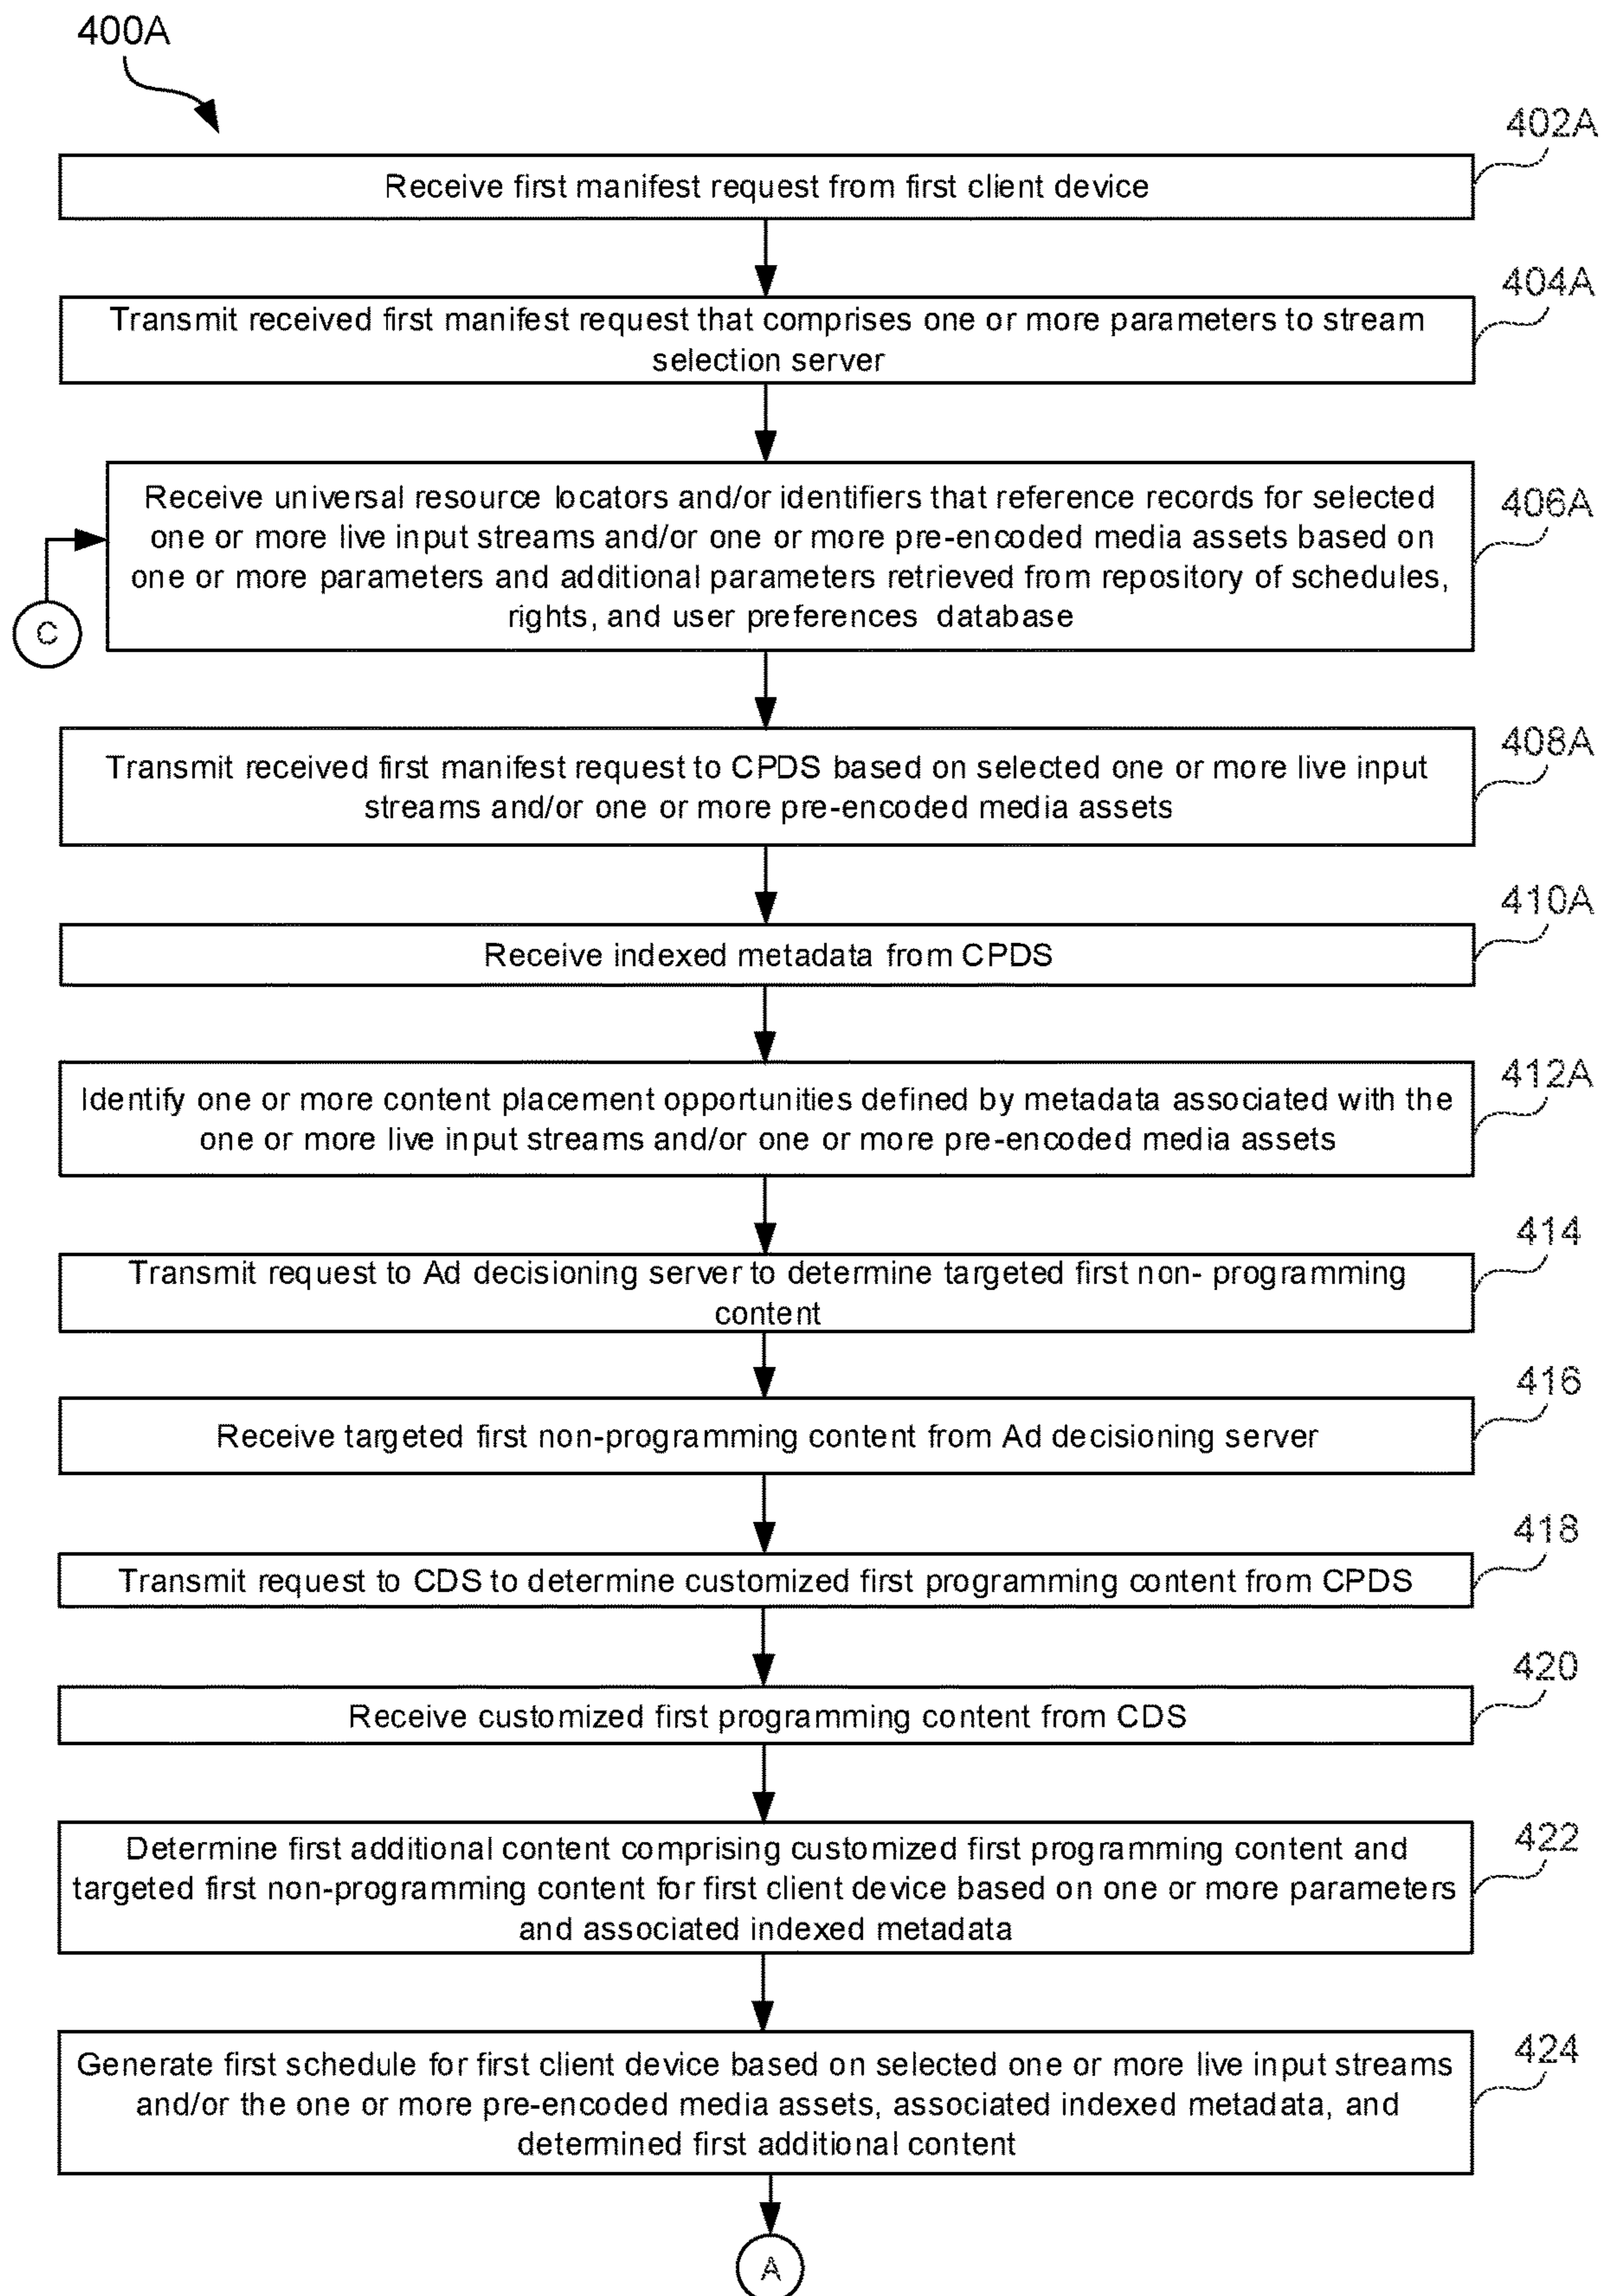 400A
402A
Receive first manifest request from first client device
404A
Transmit received first manifest request that comprises one or more parameters to stream
selection server
406A
Receive universal resource locators and/or identifiers that reference records for selected
one or more live input streams and/or one or more pre-encoded media assets based on
one or more parameters and additional parameters retrieved from repository of schedules,
rights, and user preferences database
C
408A
Transmit received first manifest request to CPDS based on selected one or more live input
streams and/or one or more pre-encoded media assets
410A
Receive indexed metadata from CPDS
412A
Identify one or more content placement opportunities defined by metadata associated with the
one or more live input streams and/or one or more pre-encoded media assets
414
Transmit request to Ad decisioning server to determine targeted first non- programming
content
416
Receive targeted first non-programming content from Ad decisioning server
418
Transmit request to CDS to determine customized first programming content from CPDS
420
Receive customized first programming content from CDS
422
Determine first additional content comprising customized first programming content and
targeted first non-programming content for first client device based on one or more parameters
and associated indexed metadata
424
Generate first schedule for first client device based on selected one or more live input streams
and/or the one or more pre-encoded media assets, associated indexed metadata, and
determined first additional content
A